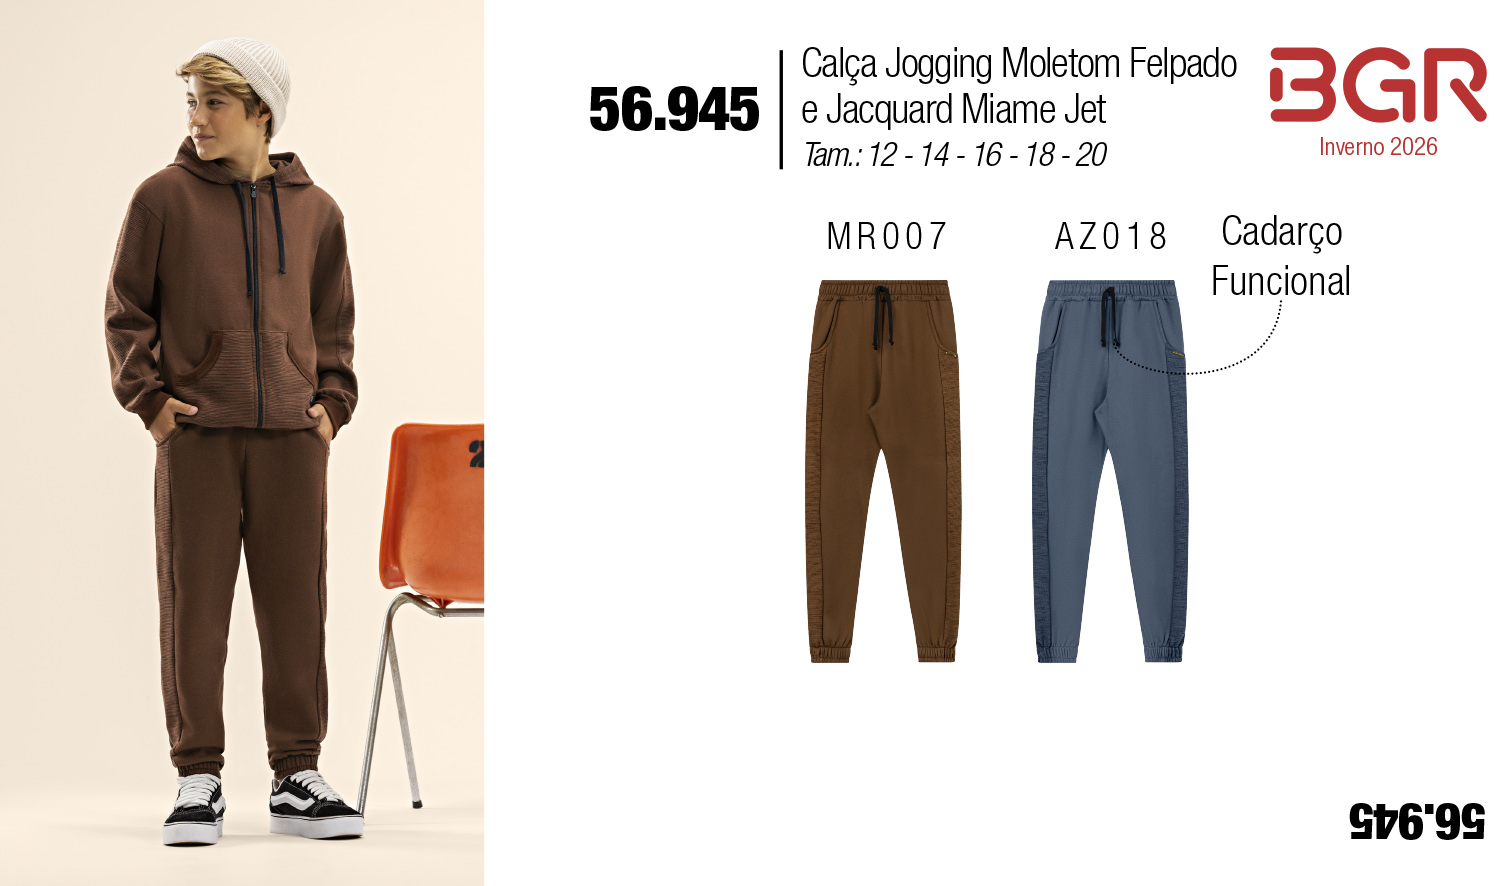 56.945
Calça Jogging Moletom Felpado
e Jacquard Miame Jet
Tam.: 12 - 14 - 16 - 18 - 20
BGR
Inverno 2026
MR007
AZ018
Cadarço
Funcional
56.945